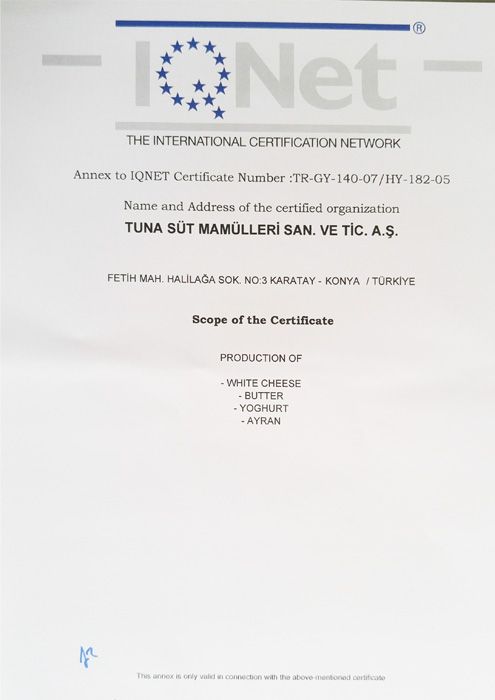 IQNet ®
THE INTERNATIONAL CERTIFICATION NETWORK
Annex to IQNET Certificate Number :TR-GY-140-07/HY-182-05
Name and Address of the certified organization
TUNA SÜT MAMÜLLERİ SAN. VE TİC. A.Ş.
FETİH MAH. HALİLAĞA SOK. NO:3 KARATAY - KONYA / TÜRKİYE
Scope of the Certificate
PRODUCTION OF
- WHITE CHEESE
- BUTTER
- YOGHURT
- AYRAN
This annex is only valid in connection with the above-mentioned certificate